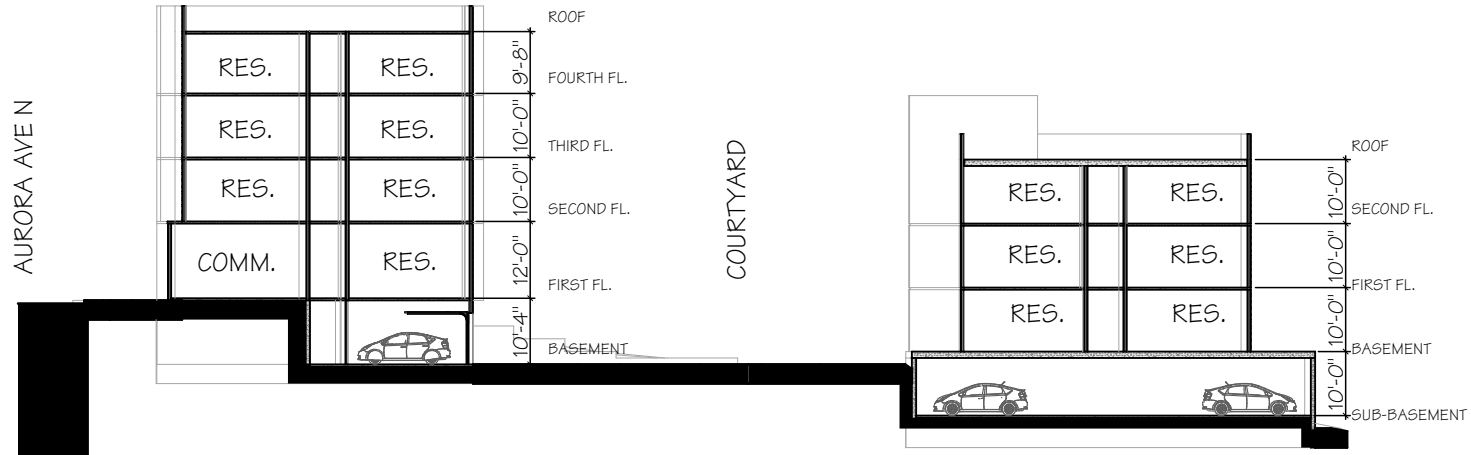 AURORA AVE N
ROOF
RES.
RES.
9'-8"
FOURTH FL.
RES.
RES.
10'-0"
THIRD FL.
RES.
RES.
10'-0"
SECOND FL.
COMM.
RES.
12'-0"
FIRST FL.
10'-4"
BASEMENT
COURTYARD
ROOF
RES.
RES.
10'-0"
SECOND FL.
RES.
RES.
10'-0"
FIRST FL.
RES.
RES.
10'-0"
BASEMENT
10'-0"
SUB-BASEMENT